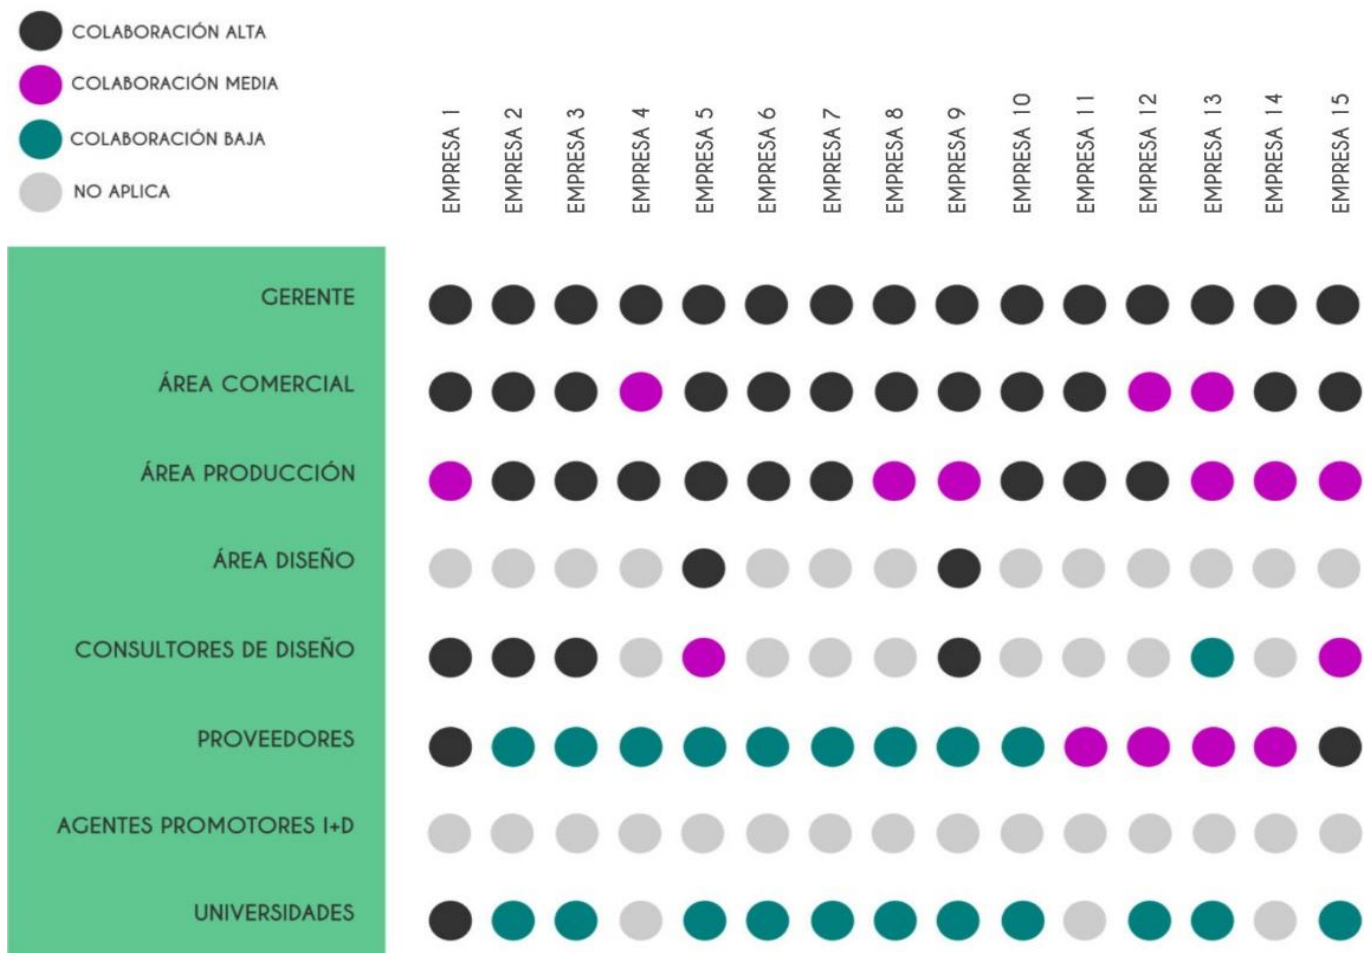 COLABORACIÓN ALTA
COLABORACIÓN MEDIA
COLABORACIÓN BAJA
NO APLICA
EMPRESA 1
EMPRESA 2
EMPRESA 3
EMPRESA 4
EMPRESA 5
EMPRESA 6
EMPRESA 7
EMPRESA 8
EMPRESA 9
EMPRESA 10
EMPRESA 11
EMPRESA 12
EMPRESA 13
EMPRESA 14
EMPRESA 15
GERENTE
ÁREA COMERCIAL
ÁREA PRODUCCIÓN
ÁREA DISEÑO
CONSULTORES DE DISEÑO
PROVEEDORES
AGENTES PROMOTORES I+D
UNIVERSIDADES